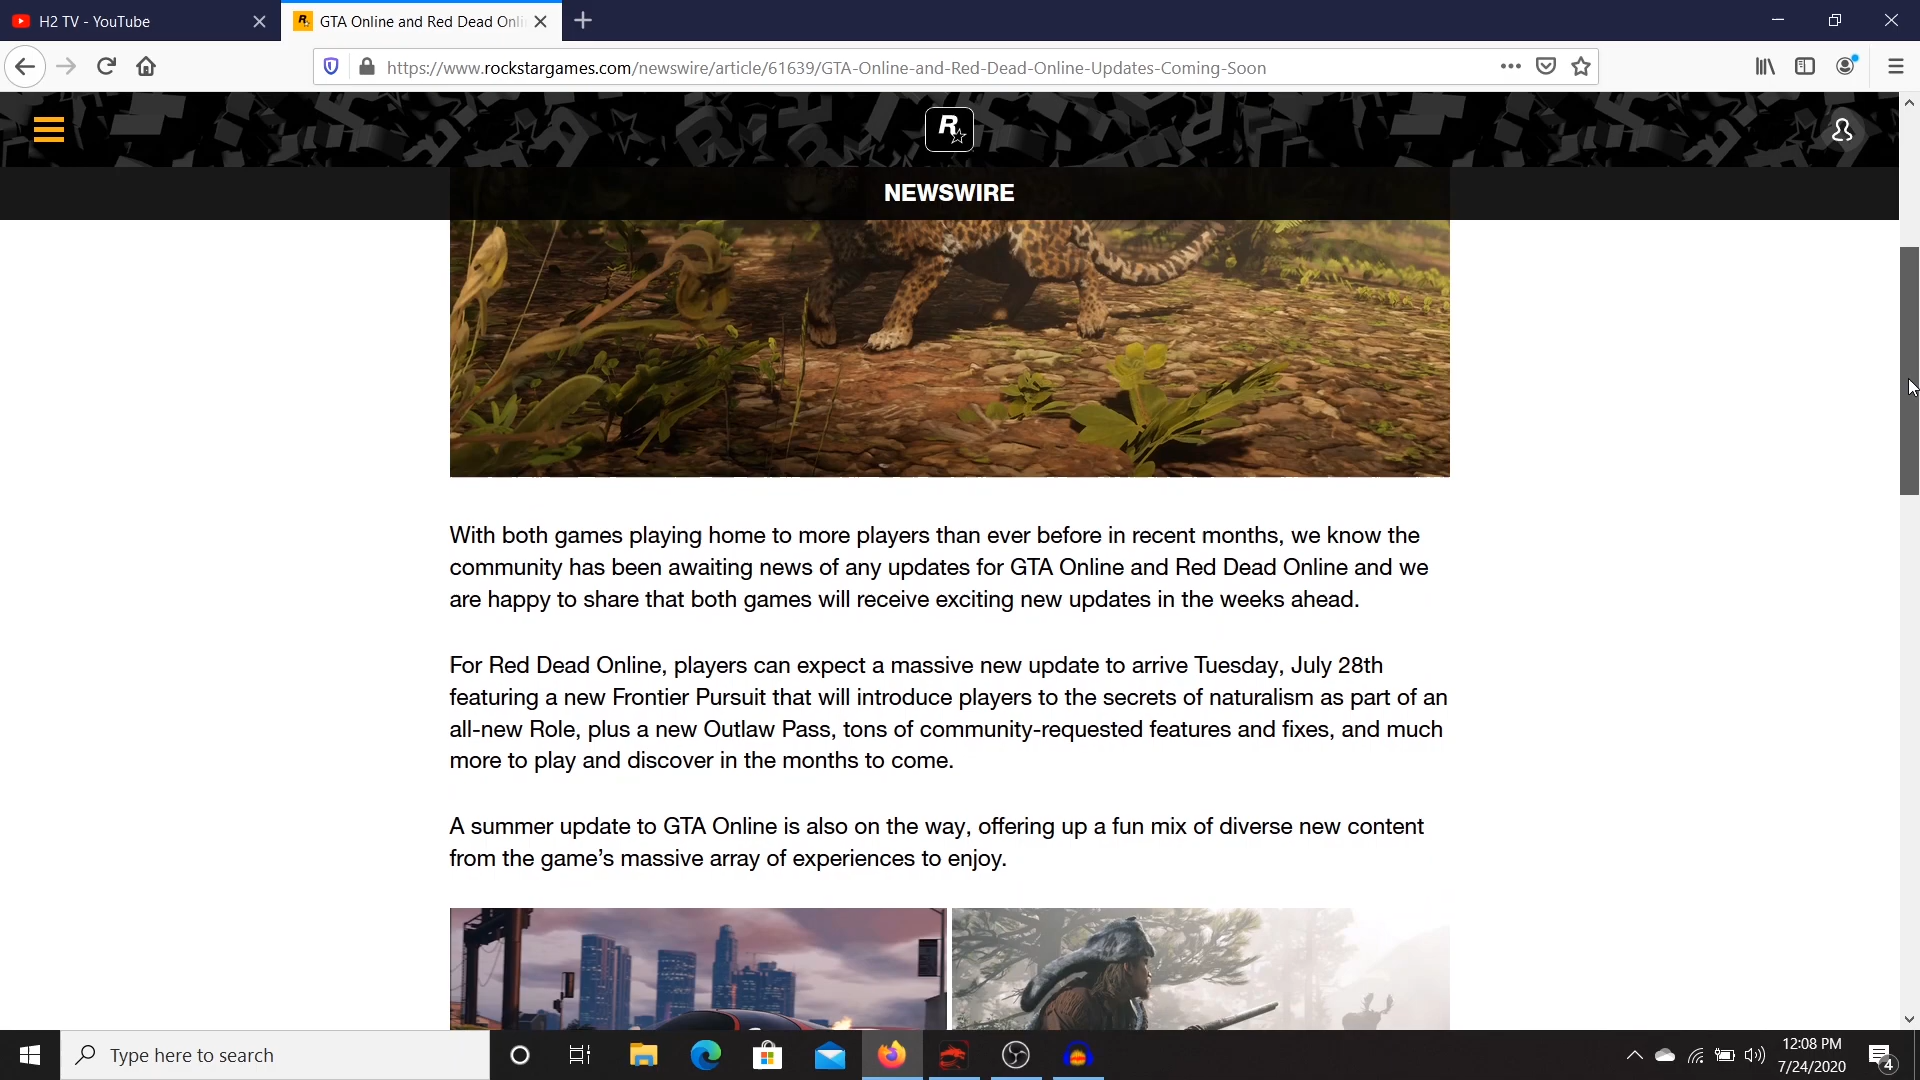 H2 TV - YouTube
GTA Online and Red Dead Onli
https://www.rockstargames.com/newswire/article/61639/GTA-Online-and-Red-Dead-Online-Updates-Coming-Soon
R
NEWSWIRE
With both games playing home to more players than ever before in recent months, we know the
community has been awaiting news of any updates for GTA Online and Red Dead Online and we
are happy to share that both games will receive exciting new updates in the weeks ahead.
For Red Dead Online, players can expect a massive new update to arrive Tuesday, July 28th
featuring a new Frontier Pursuit that will introduce players to the secrets of naturalism as part of an
all-new Role, plus a new Outlaw Pass, tons of community-requested features and fixes, and much
more to play and discover in the months to come.
A summer update to GTA Online is also on the way, offering up a fun mix of diverse new content
from the game’s massive array of experiences to enjoy.
Type here to search
12:08 PM
7/24/2020
4